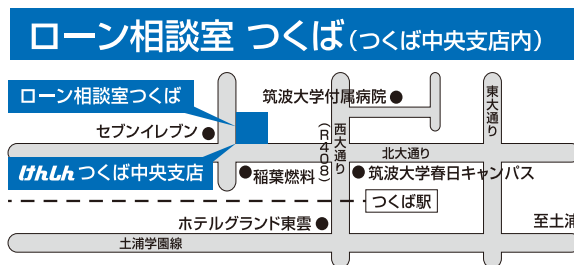 ローン相談室 つくば（つくば中央支店内）
ローン相談室つくば
筑波大学付属病院
東大通り
セブンイレブン
西大通り
（R408）
北大通り
けんしん つくば中央支店
稲葉燃料
筑波大学春日キャンパス
つくば駅
ホテルグランド東雲
至土浦
土浦学園線